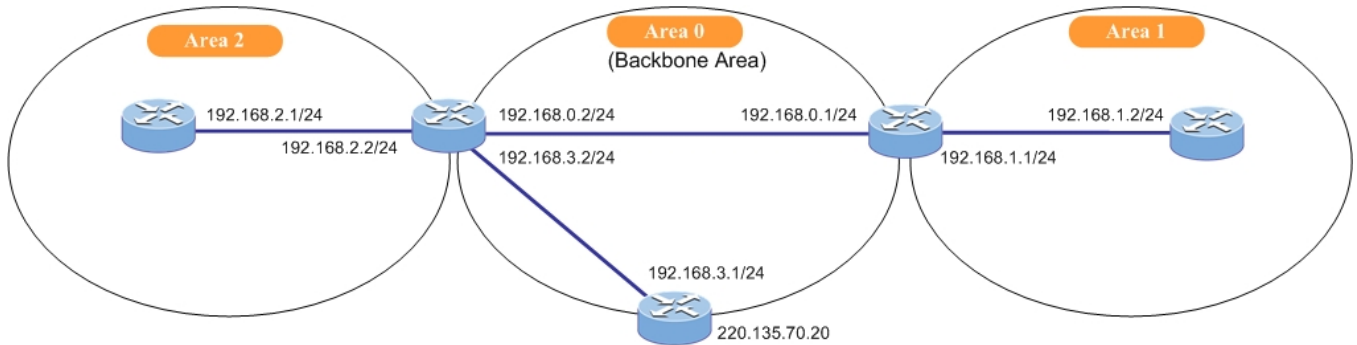 Area 2
Area 0
(Backbone Area)
Area 1
192.168.2.1/24
192.168.2.2/24
192.168.0.2/24
192.168.3.2/24
192.168.0.1/24
192.168.1.1/24
192.168.1.2/24
192.168.3.1/24
220.135.70.20